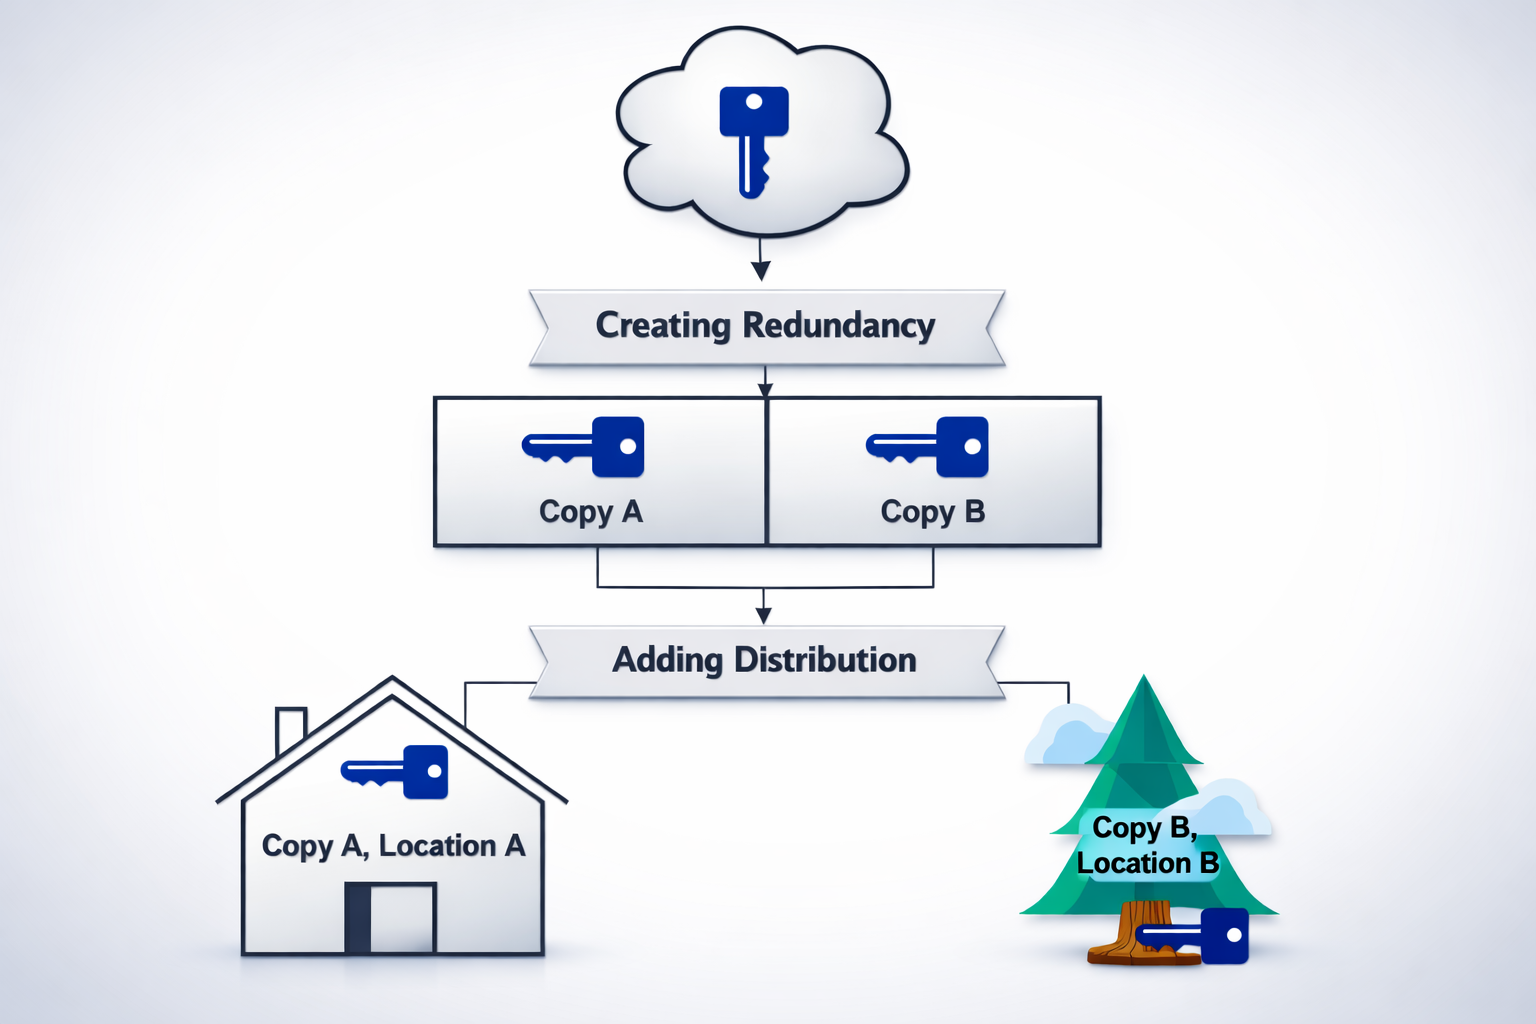 Creating Redundancy
Copy A
Copy B
Adding Distribution
Copy A, Location A
Copy B,
Location B